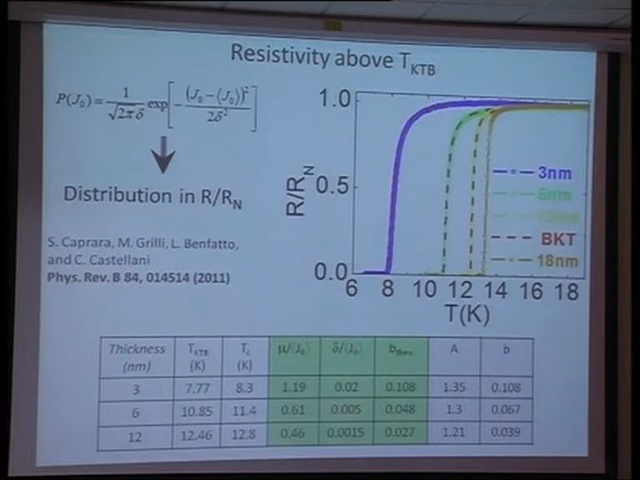 Resistivity above T_KTB
P(J₀) = 1/(√2π δ) exp[ - (J₀ - ⟨J₀⟩)² / 2δ² ]
Distribution in R/R_N
S. Caprara, M. Grilli, L. Benfatto,
and C. Castellani
Phys. Rev. B 84, 014514 (2011)
R/R_N
1.0
0.5
0.0
3nm
6nm
BKT
18nm
6 8 10 12 14 16 18
T(K)
Thickness (nm) T_KTB (K) T_c (K) μ/⟨J₀⟩ δ/⟨J₀⟩ b_theo A b
3 7.77 8.3 1.19 0.02 0.108 1.35 0.108
6 10.85 11.4 0.61 0.005 0.048 1.3 0.067
12 12.46 12.8 0.46 0.0015 0.027 1.21 0.039